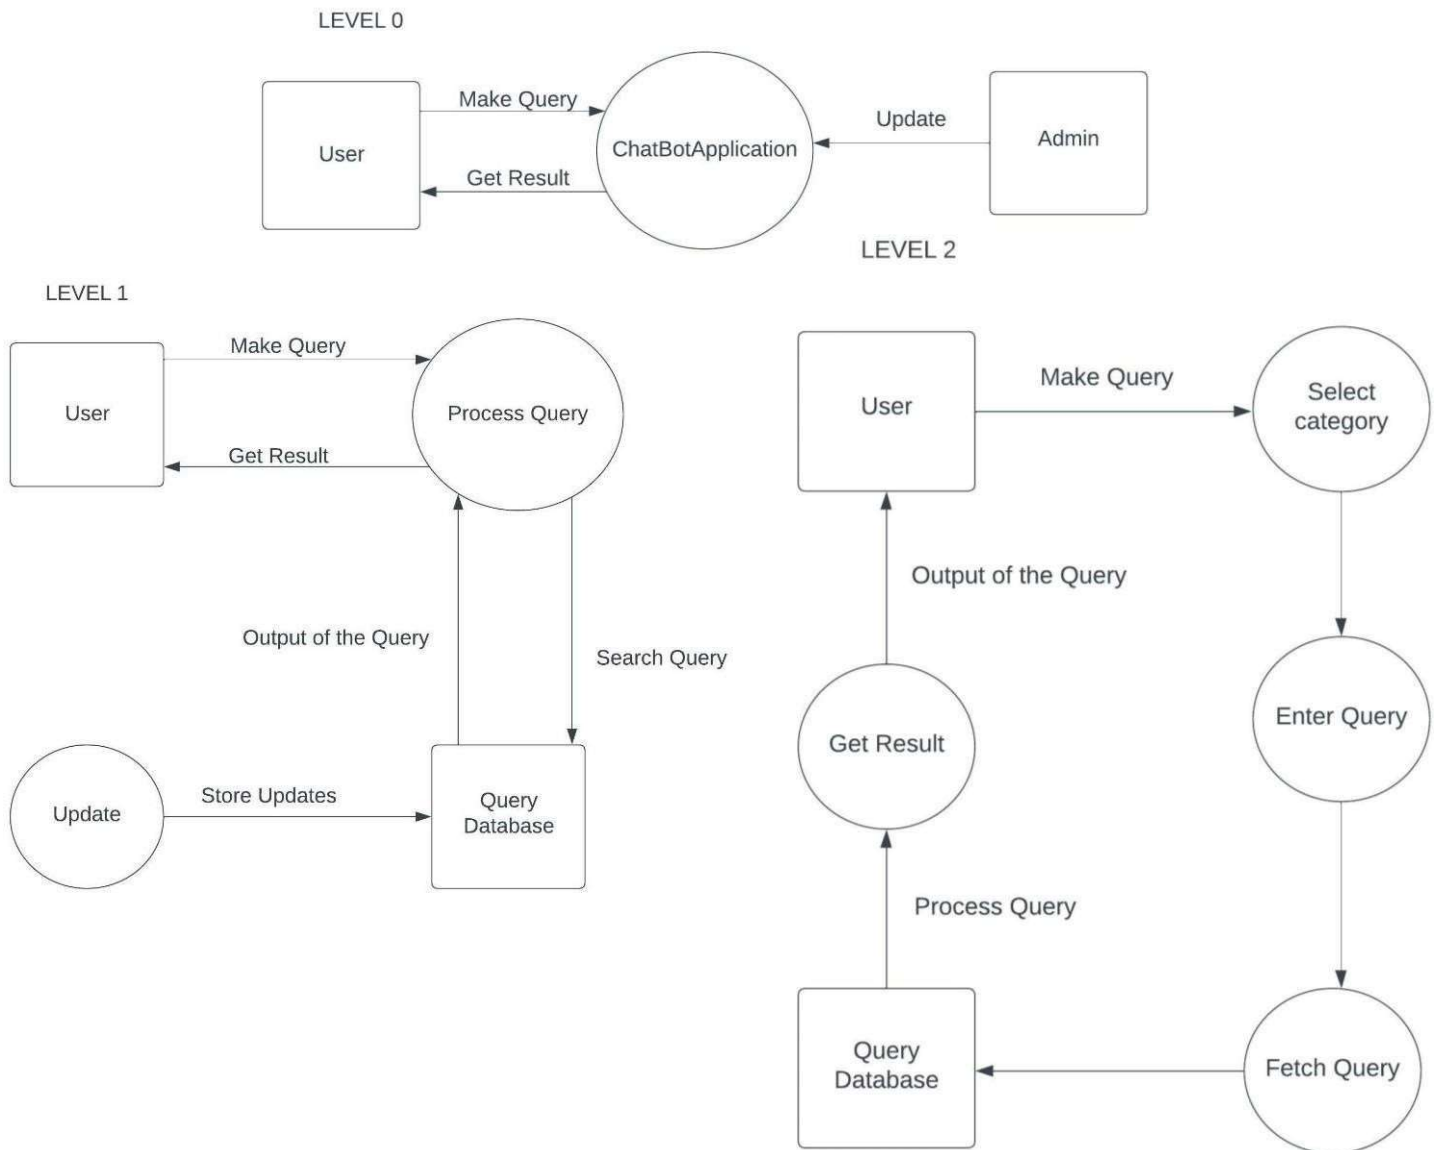 LEVEL 0
User
Make Query
Get Result
ChatBotApplication
Update
Admin
LEVEL 1
User
Make Query
Get Result
Process Query
Output of the Query
Search Query
Update
Store Updates
Query
Database
LEVEL 2
User
Make Query
Select
category
Output of the Query
Enter Query
Get Result
Process Query
Query
Database
Fetch Query